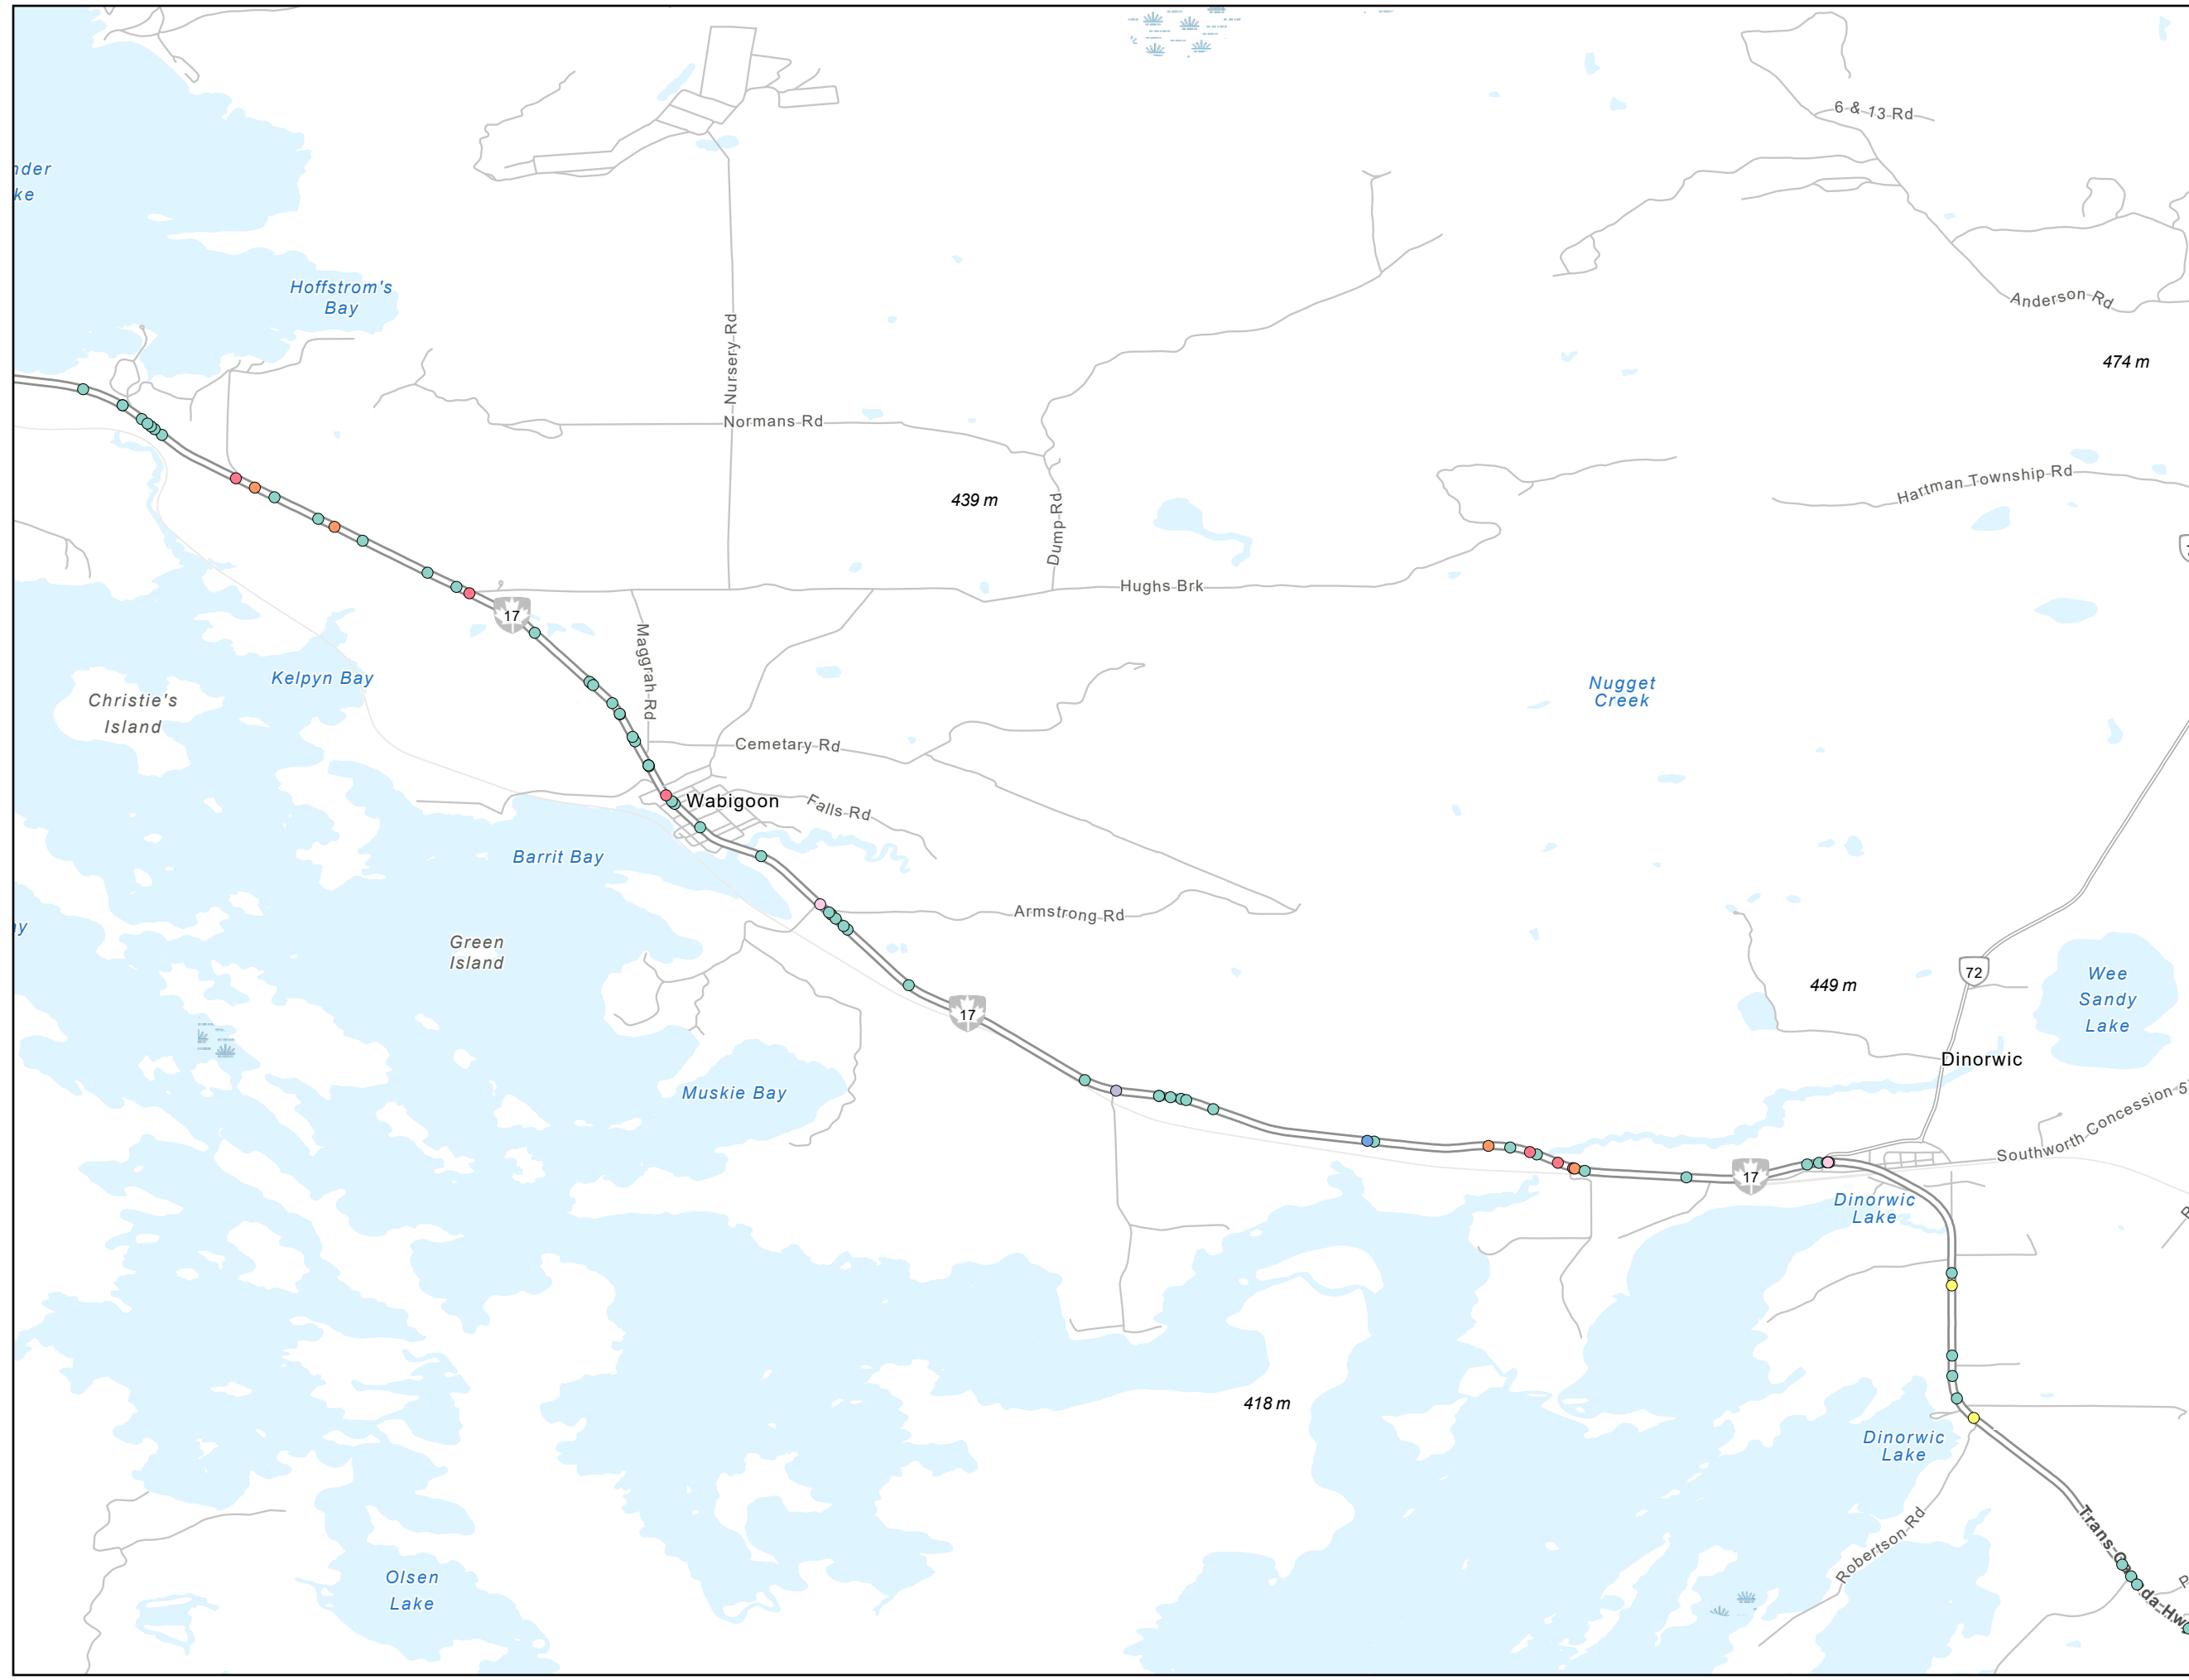 6 & 13 Rd
nder
ke
Hoffstrom's
Bay
Anderson Rd
Nursery Rd
474 m
Normans Rd
Hartman Township Rd
439 m
Dump Rd
Hughs Brk
17
Maggrah Rd
Kelpyn Bay
Christie's
Island
Nugget
Creek
Cemetary Rd
Wabigoon
Falls Rd
Barrit Bay
Armstrong Rd
ay
Green
Island
72
Wee
Sandy
Lake
449 m
17
Dinorwic
Muskie Bay
Southworth Concession 5
17
Dinorwic
Lake
418 m
Dinorwic
Lake
Robertson Rd
Olsen
Lake